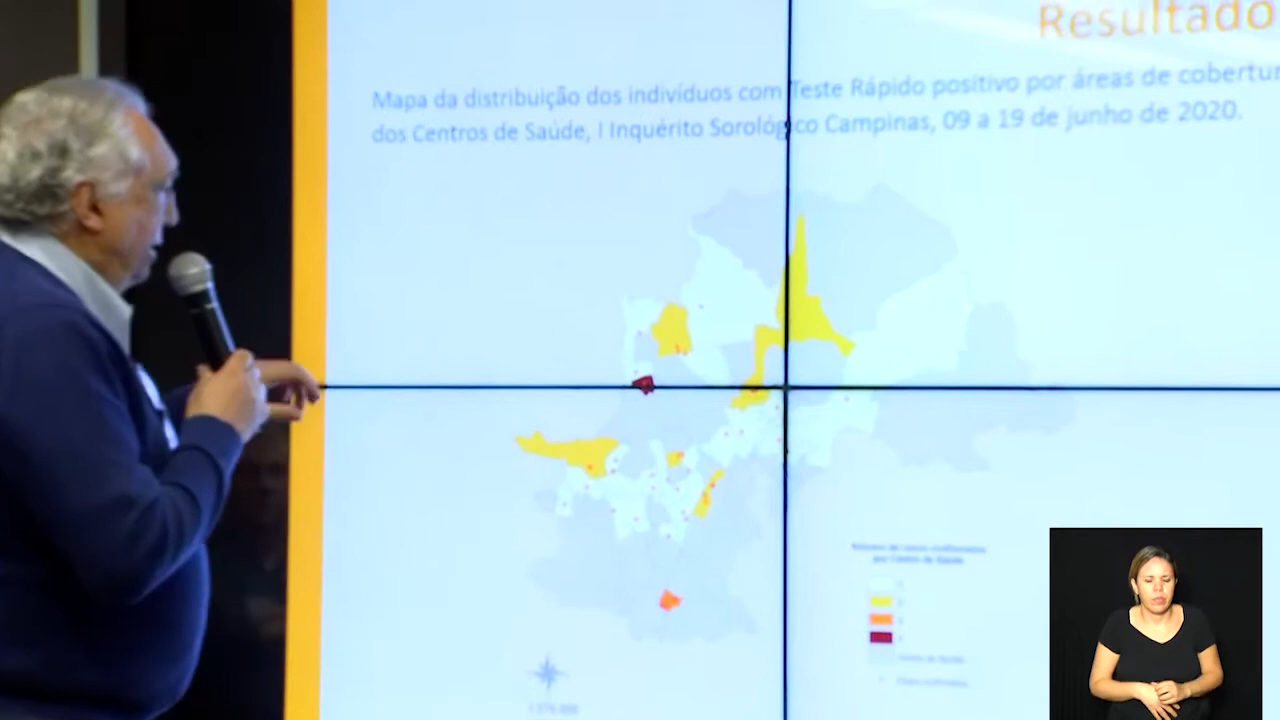 Resultado
Mapa da distribuição dos indivíduos com Teste Rápido positivo por áreas de cobertur
dos Centros de Saúde, I Inquérito Sorológico Campinas, 09 a 19 de junho de 2020.